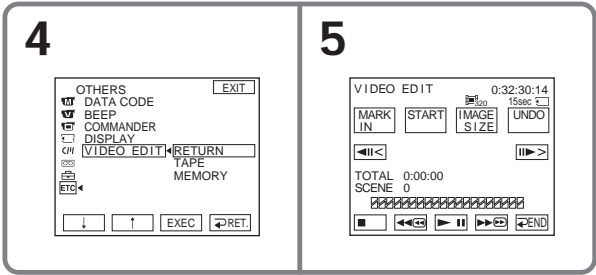 4
OTHERS EXIT
DATA CODE
BEEP
COMMANDER
DISPLAY
VIDEO EDIT RETURN
TAPE
MEMORY
ETC
↓ ↑ EXEC RET.
5
VIDEO EDIT 0:32:30:14
320 15sec
MARK IN START IMAGE SIZE UNDO
TOTAL 0:00:00
SCENE 0
END